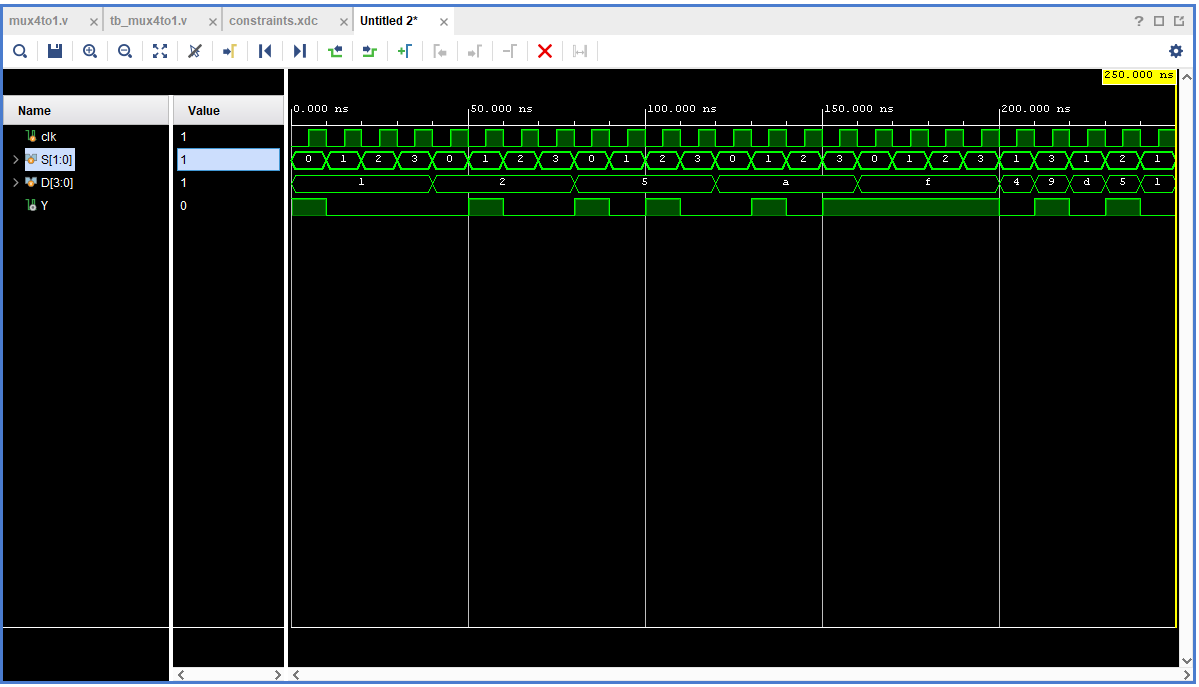 mux4to1.v tb_mux4to1.v constraints.xdc Untitled 2*
250.000 ns
Name Value 0.000 ns 50.000 ns 100.000 ns 150.000 ns 200.000 ns
clk 1
S[1:0] 1 0 1 2 3 0 1 2 3 0 1 2 3 0 1 2 3 0 1 2 3 1 3 1 2 1
D[3:0] 1 1 2 5 a f 4 9 d 5 1
Y 0